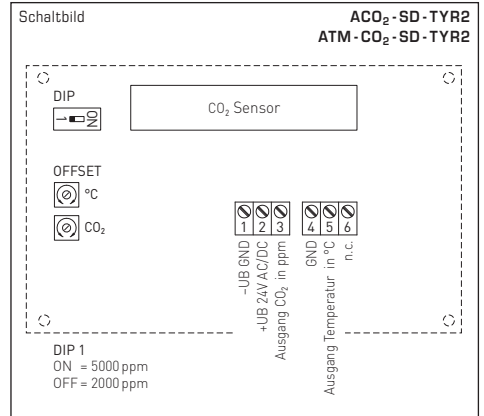 Schaltbild
ACO₂-SD-TYR2
ATM-CO₂-SD-TYR2
DIP
1 ON
CO₂ Sensor
OFFSET
°C
CO₂
1 2 3 4 5 6
–UB GND
+UB 24V AC/DC
Ausgang CO₂ in ppm
GND
Ausgang Temperatur in °C
n.c.
DIP 1
ON = 5000 ppm
OFF = 2000 ppm